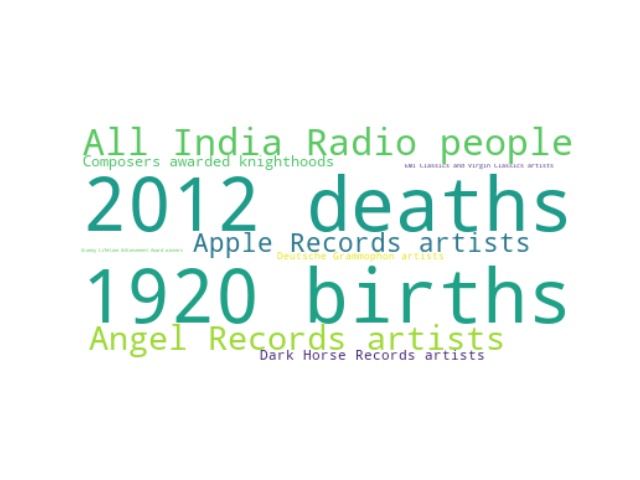 All India Radio people
Composers awarded knighthoods
EMI Classics and Virgin Classics artists
2012 deaths
Apple Records artists
Grammy Lifetime Achievement Award winners
Deutsche Grammophon artists
1920 births
Angel Records artists
Dark Horse Records artists